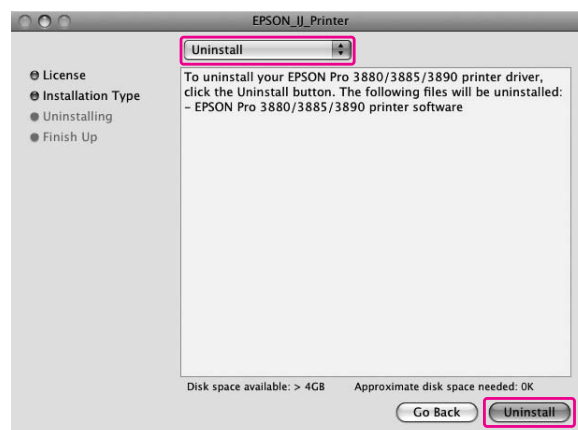 EPSON_IJ_Printer
Uninstall
License
Installation Type
Uninstalling
Finish Up
To uninstall your EPSON Pro 3880/3885/3890 printer driver,
click the Uninstall button. The following files will be uninstalled:
– EPSON Pro 3880/3885/3890 printer software
Disk space available: > 4GB Approximate disk space needed: 0K
Go Back Uninstall